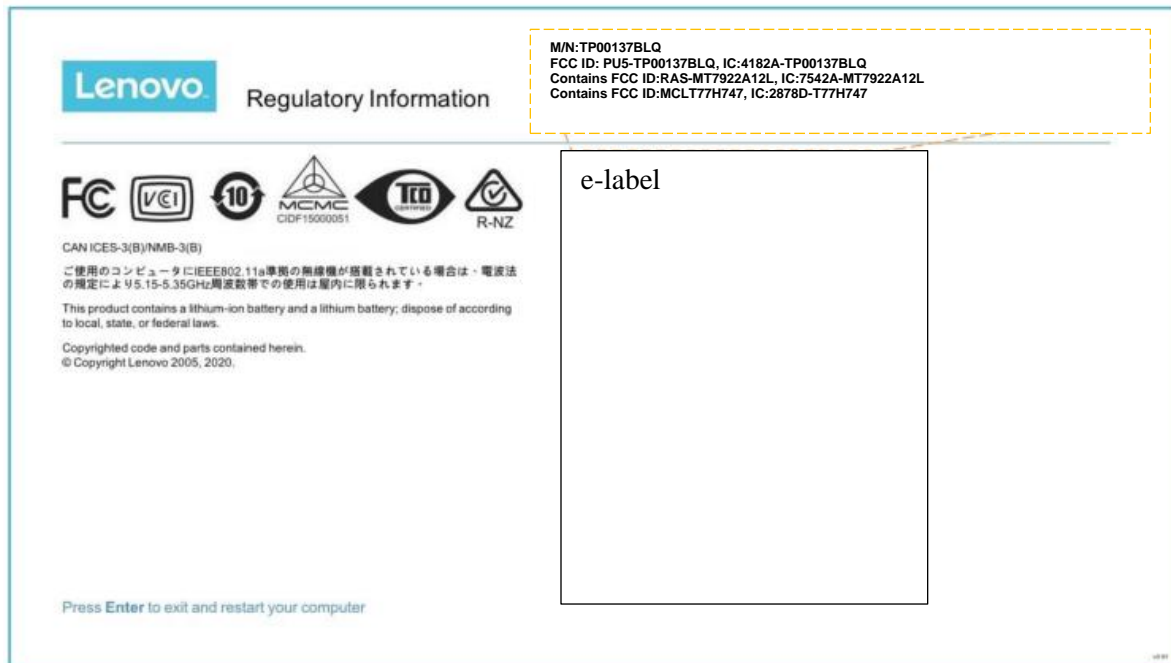 M/N:TP00137BLQ
FCC ID: PU5-TP00137BLQ, IC:4182A-TP00137BLQ
Contains FCC ID:RAS-MT7922A12L, IC:7542A-MT7922A12L
Contains FCC ID:MCLT77H747, IC:2878D-T77H747
Lenovo
Regulatory Information
e-label
FC VCI 10 MCMC TCO CERTIFIED
CIDF15000051
R-NZ
CAN ICES-3(B)/NMB-3(B)
ご使用のコンピュータにIEEE802.11a準拠の無線機が搭載されている場合は、電波法
の規定により5.15-5.35GHz周波数帯での使用は屋内に限られます。
This product contains a lithium-ion battery and a lithium battery; dispose of according
to local, state, or federal laws.
Copyrighted code and parts contained herein.
© Copyright Lenovo 2005, 2020.
Press Enter to exit and restart your computer